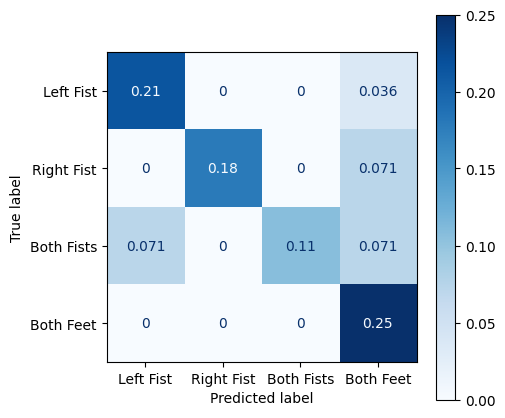 0.25
Left Fist 0.21 0 0 0.036
0.20
Right Fist 0 0.18 0 0.071
0.15
True label
Both Fists 0.071 0 0.11 0.071
0.10
Both Feet 0 0 0 0.25
0.05
0.00
Left Fist Right Fist Both Fists Both Feet
Predicted label